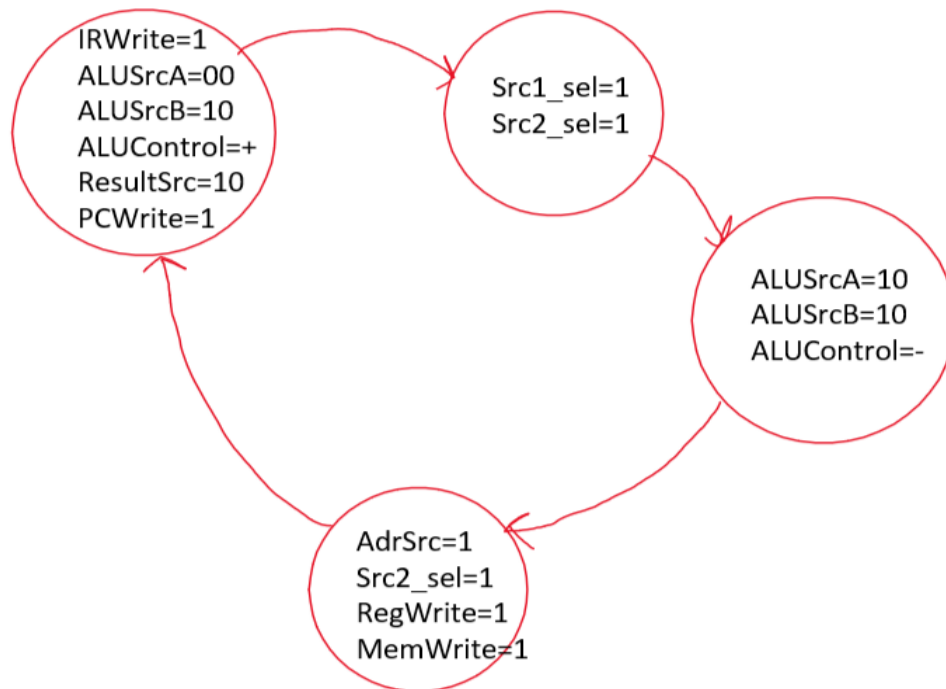 IRWrite=1
ALUSrcA=00
ALUSrcB=10
ALUControl=+
ResultSrc=10
PCWrite=1
Src1_sel=1
Src2_sel=1
ALUSrcA=10
ALUSrcB=10
ALUControl=-
AdrSrc=1
Src2_sel=1
RegWrite=1
MemWrite=1